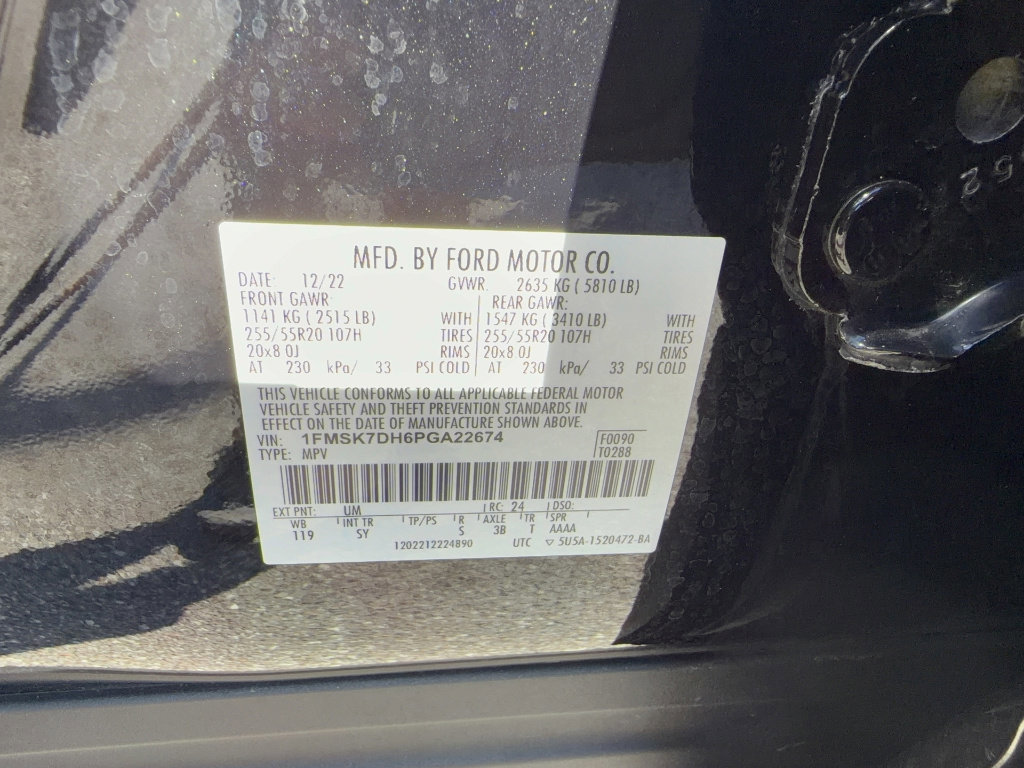 52
MFD. BY FORD MOTOR CO.
DATE: 12/22 GVWR. 2635 KG ( 5810 LB)
FRONT GAWR: REAR GAWR:
1141 KG ( 2515 LB) WITH 1547 KG ( 3410 LB) WITH
255/55R20 107H TIRES 255/55R20 107H TIRES
20x8.0J RIMS 20x8.0J RIMS
AT 230 kPa/ 33 PSI COLD AT 230 kPa/ 33 PSI COLD
THIS VEHICLE CONFORMS TO ALL APPLICABLE FEDERAL MOTOR
VEHICLE SAFETY AND THEFT PREVENTION STANDARDS IN
EFFECT ON THE DATE OF MANUFACTURE SHOWN ABOVE.
VIN: 1FMSK7DH6PGA22674 F0090
TYPE: MPV T0288
EXT PNT: UM RC: 24 DSO:
WB INT TR TP/PS R AXLE TR SPR
119 SY S 3B T AAAA
1202212224890 UTC ▽ 5U5A-1520472-BA